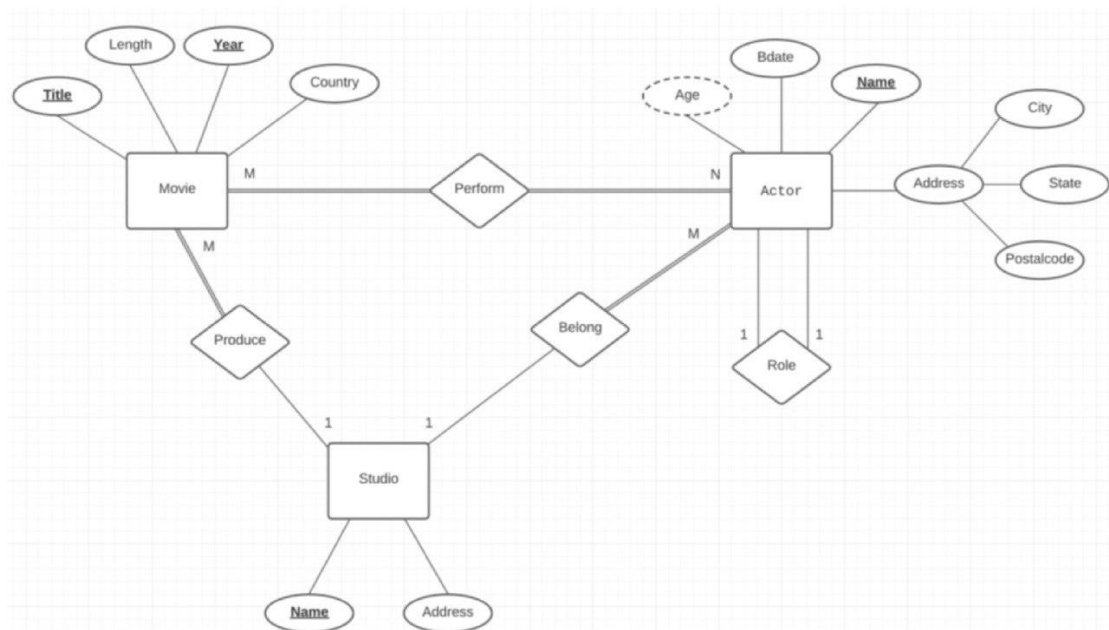 Length
Year
Title
Country
Bdate
Age
Name
City
Movie
M
Perform
N
Actor
Address
State
M
M
Postalcode
Produce
Belong
1
1
Role
1
1
Studio
Name
Address